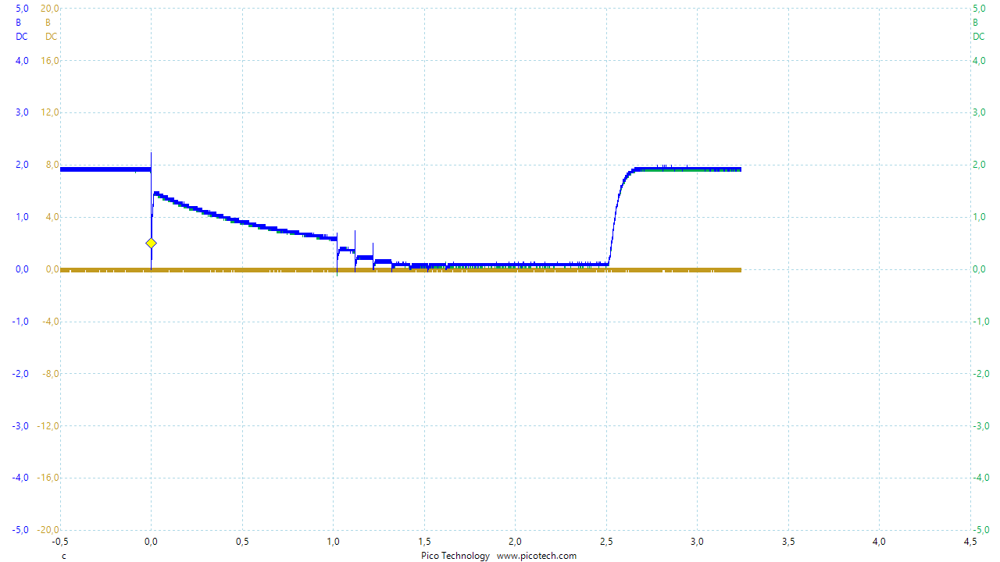 5,0 20,0 5,0
В В В
DC DC DC
4,0 16,0 4,0
3,0 12,0 3,0
2,0 8,0 2,0
1,0 4,0 1,0
0,0 0,0 0,0
-1,0 -4,0 -1,0
-2,0 -8,0 -2,0
-3,0 -12,0 -3,0
-4,0 -16,0 -4,0
-5,0 -20,0 -5,0
-0,5 0,0 0,5 1,0 1,5 2,0 2,5 3,0 3,5 4,0 4,5
с Pico Technology www.picotech.com